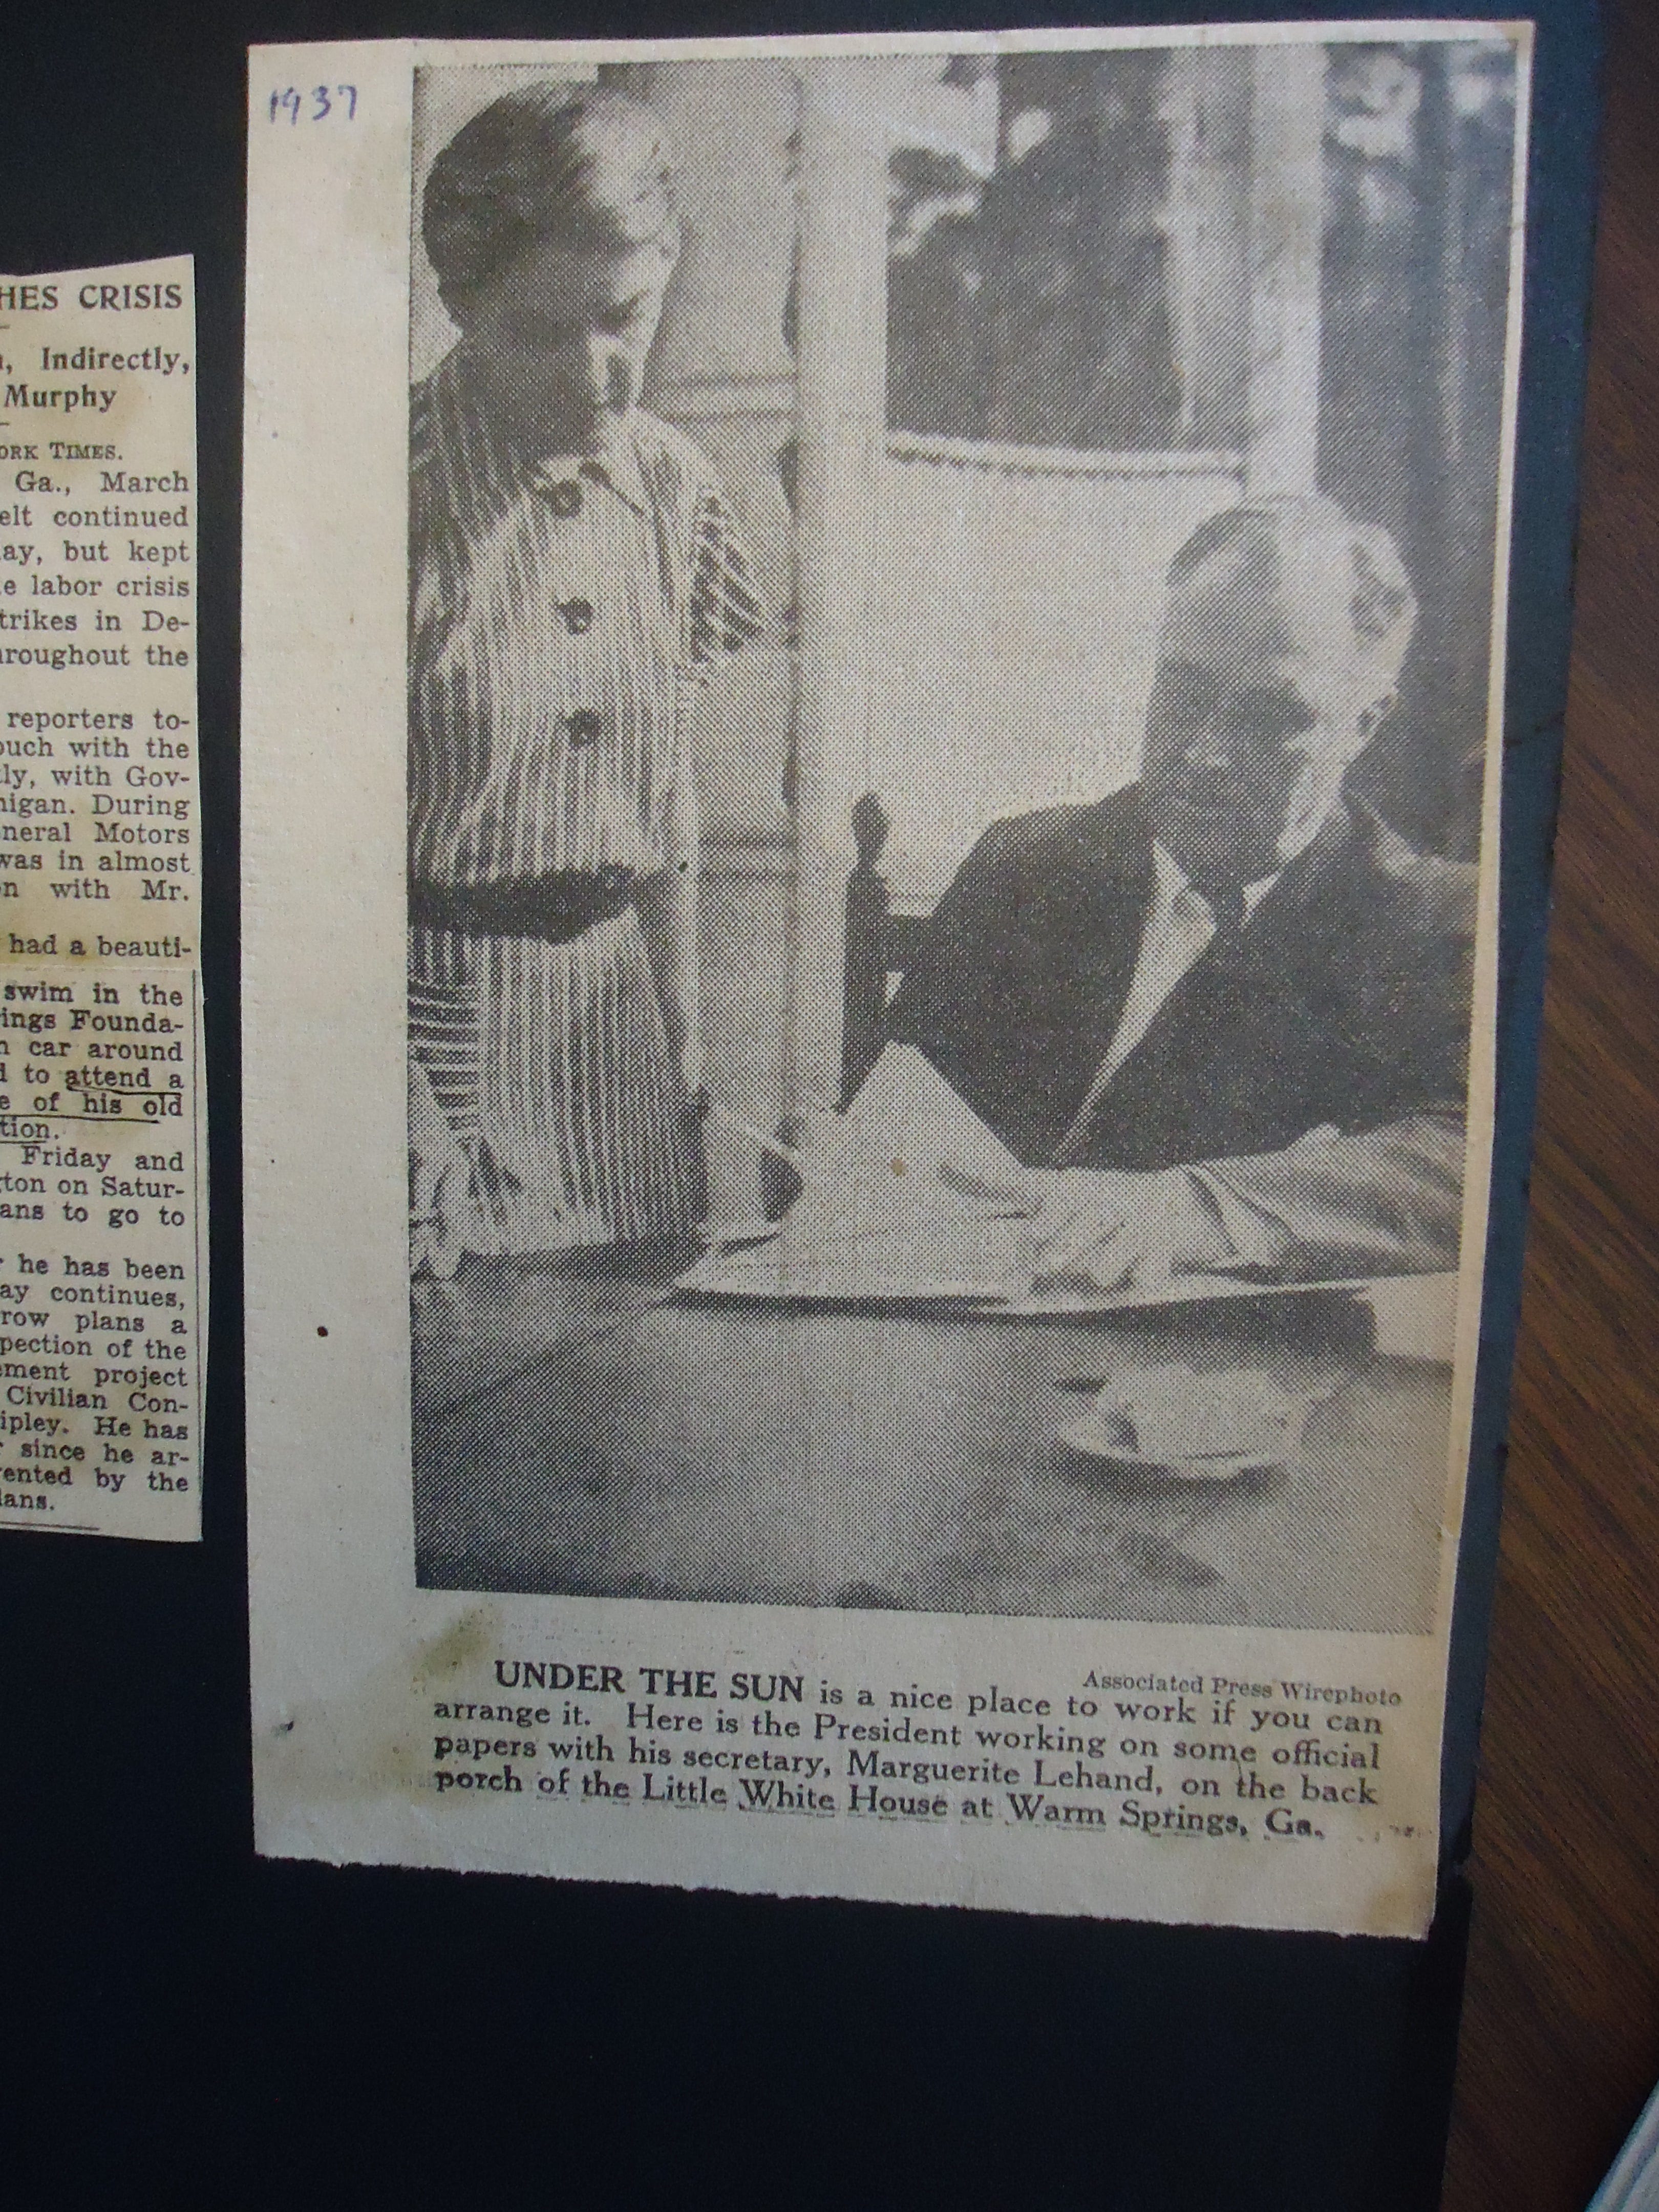 HES CRISIS
, Indirectly,
Murphy
ORK TIMES.
Ga., March
elt continued
ay, but kept
e labor crisis
trikes in De-
roughout the
reporters to-
ouch with the
tly, with Gov-
higan. During
neral Motors
was in almost
n with Mr.
had a beauti-
swim in the
ings Founda-
n car around
d to attend a
e of his old
tion.
Friday and
gton on Satur-
ans to go to
he has been
ay continues,
row plans a
pection of the
ement project
Civilian Con-
ipley. He has
since he ar-
ented by the
lans.
1937
Associated Press Wirephoto
UNDER THE SUN is a nice place to work if you can
arrange it. Here is the President working on some official
papers with his secretary, Marguerite Lehand, on the back
porch of the Little White House at Warm Springs, Ga.